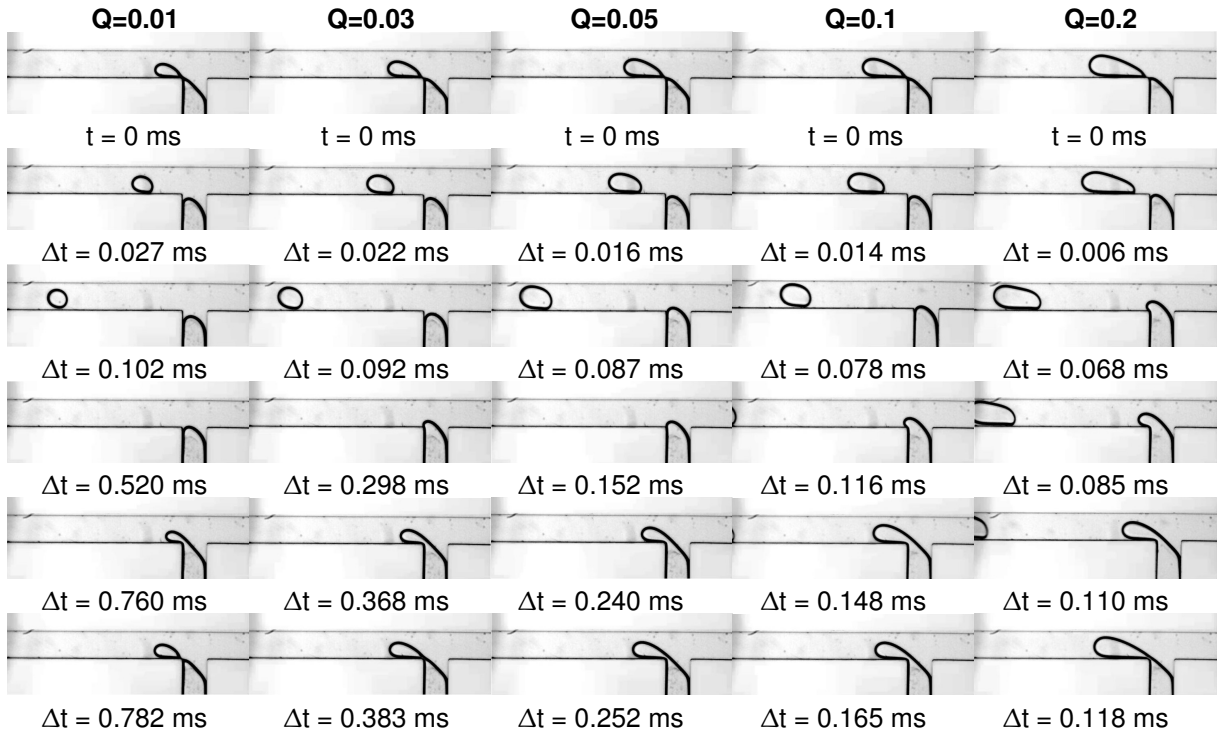 Q=0.01 Q=0.03 Q=0.05 Q=0.1 Q=0.2
t = 0 ms t = 0 ms t = 0 ms t = 0 ms t = 0 ms
Δt = 0.027 ms Δt = 0.022 ms Δt = 0.016 ms Δt = 0.014 ms Δt = 0.006 ms
Δt = 0.102 ms Δt = 0.092 ms Δt = 0.087 ms Δt = 0.078 ms Δt = 0.068 ms
Δt = 0.520 ms Δt = 0.298 ms Δt = 0.152 ms Δt = 0.116 ms Δt = 0.085 ms
Δt = 0.760 ms Δt = 0.368 ms Δt = 0.240 ms Δt = 0.148 ms Δt = 0.110 ms
Δt = 0.782 ms Δt = 0.383 ms Δt = 0.252 ms Δt = 0.165 ms Δt = 0.118 ms